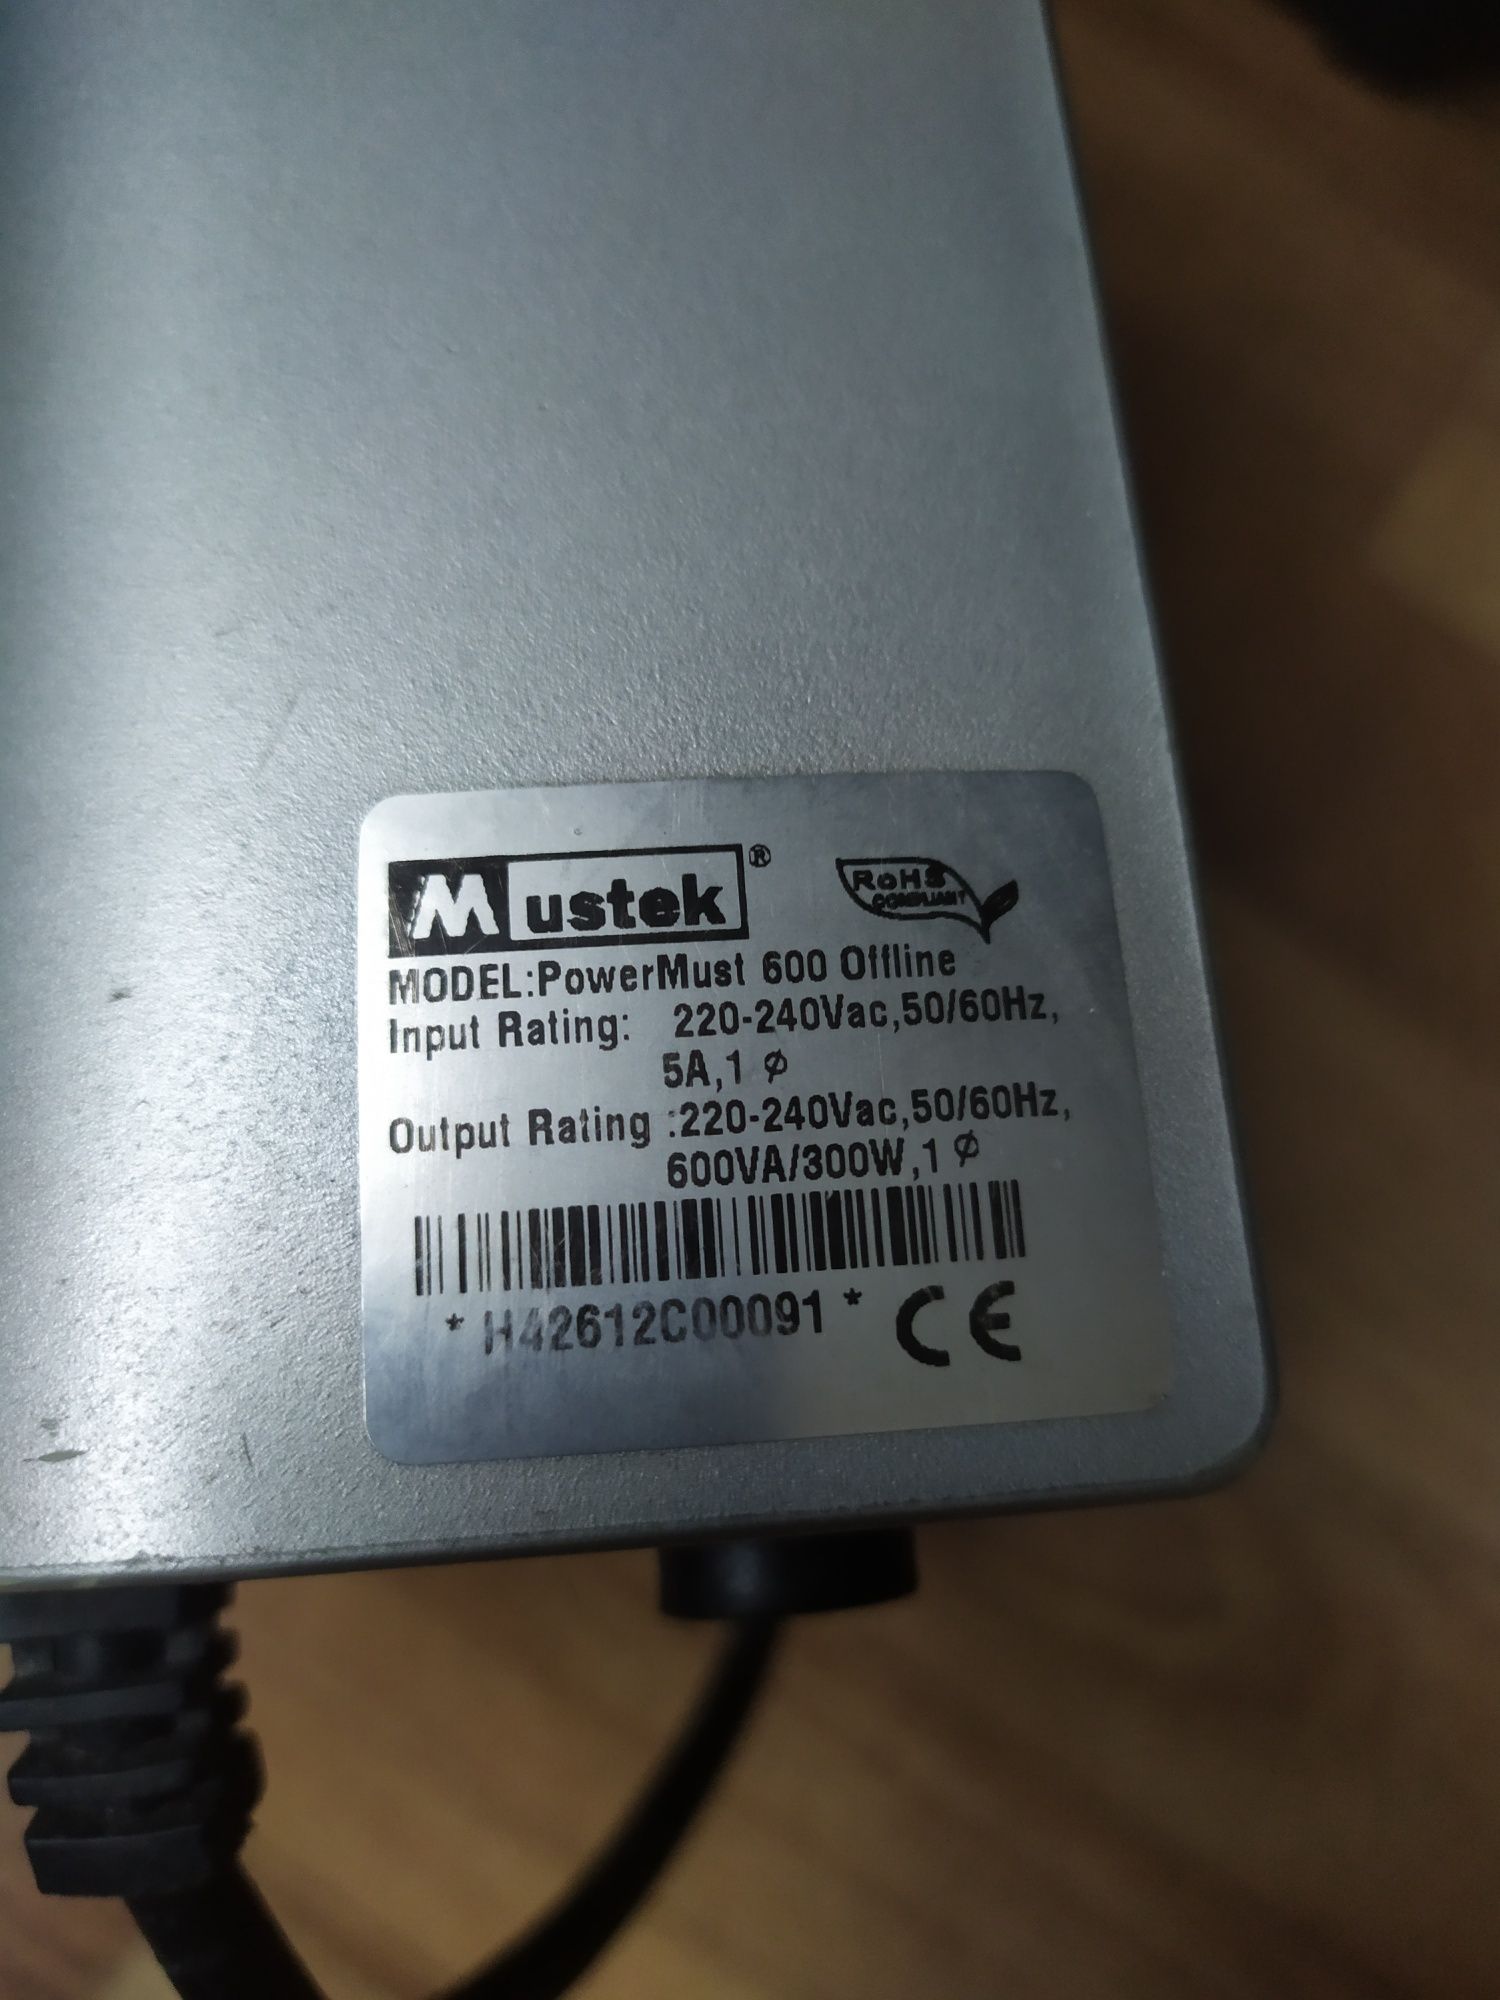 Mustek®
RoHS
COMPLIANT
MODEL:PowerMust 600 Offline
Input Rating: 220-240Vac,50/60Hz,
5A,1 ϕ
Output Rating :220-240Vac,50/60Hz,
600VA/300W,1 ϕ
* H42612C00091 *
CE